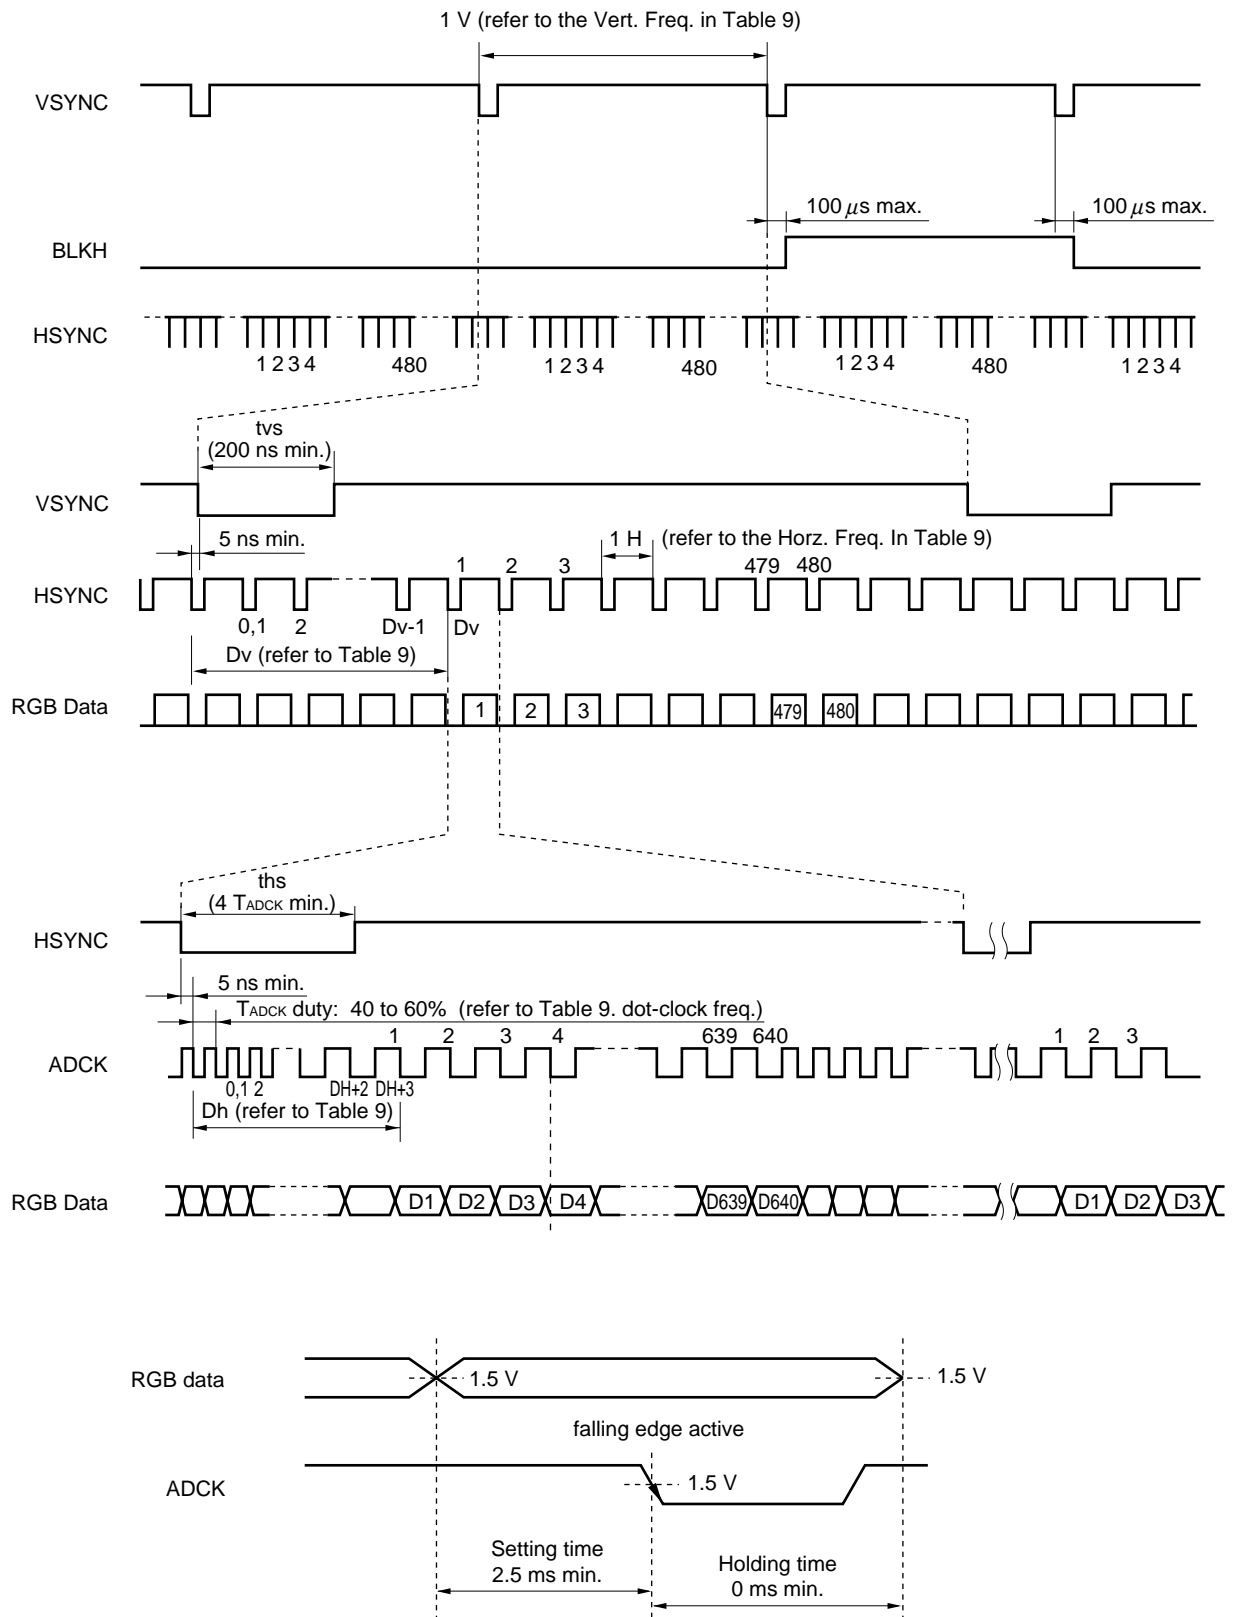 1 V (refer to the Vert. Freq. in Table 9)
VSYNC
100 μs max. 100 μs max.
BLKH
HSYNC
1 2 3 4 480 1 2 3 4 480 1 2 3 4 480 1 2 3 4
tvs
(200 ns min.)
VSYNC
5 ns min. 1 H (refer to the Horz. Freq. In Table 9)
1 2 3 479 480
HSYNC
0,1 2 Dv-1 Dv
Dv (refer to Table 9)
RGB Data 1 2 3 479 480
ths
(4 TADCK min.)
HSYNC
5 ns min.
TADCK duty: 40 to 60% (refer to Table 9. dot-clock freq.)
1 2 3 4 639 640 1 2 3
ADCK
0,1 2 DH+2 DH+3
Dh (refer to Table 9)
RGB Data D1 D2 D3 D4 D639 D640 D1 D2 D3
RGB data 1.5 V 1.5 V
falling edge active
ADCK 1.5 V
Setting time
2.5 ms min.
Holding time
0 ms min.